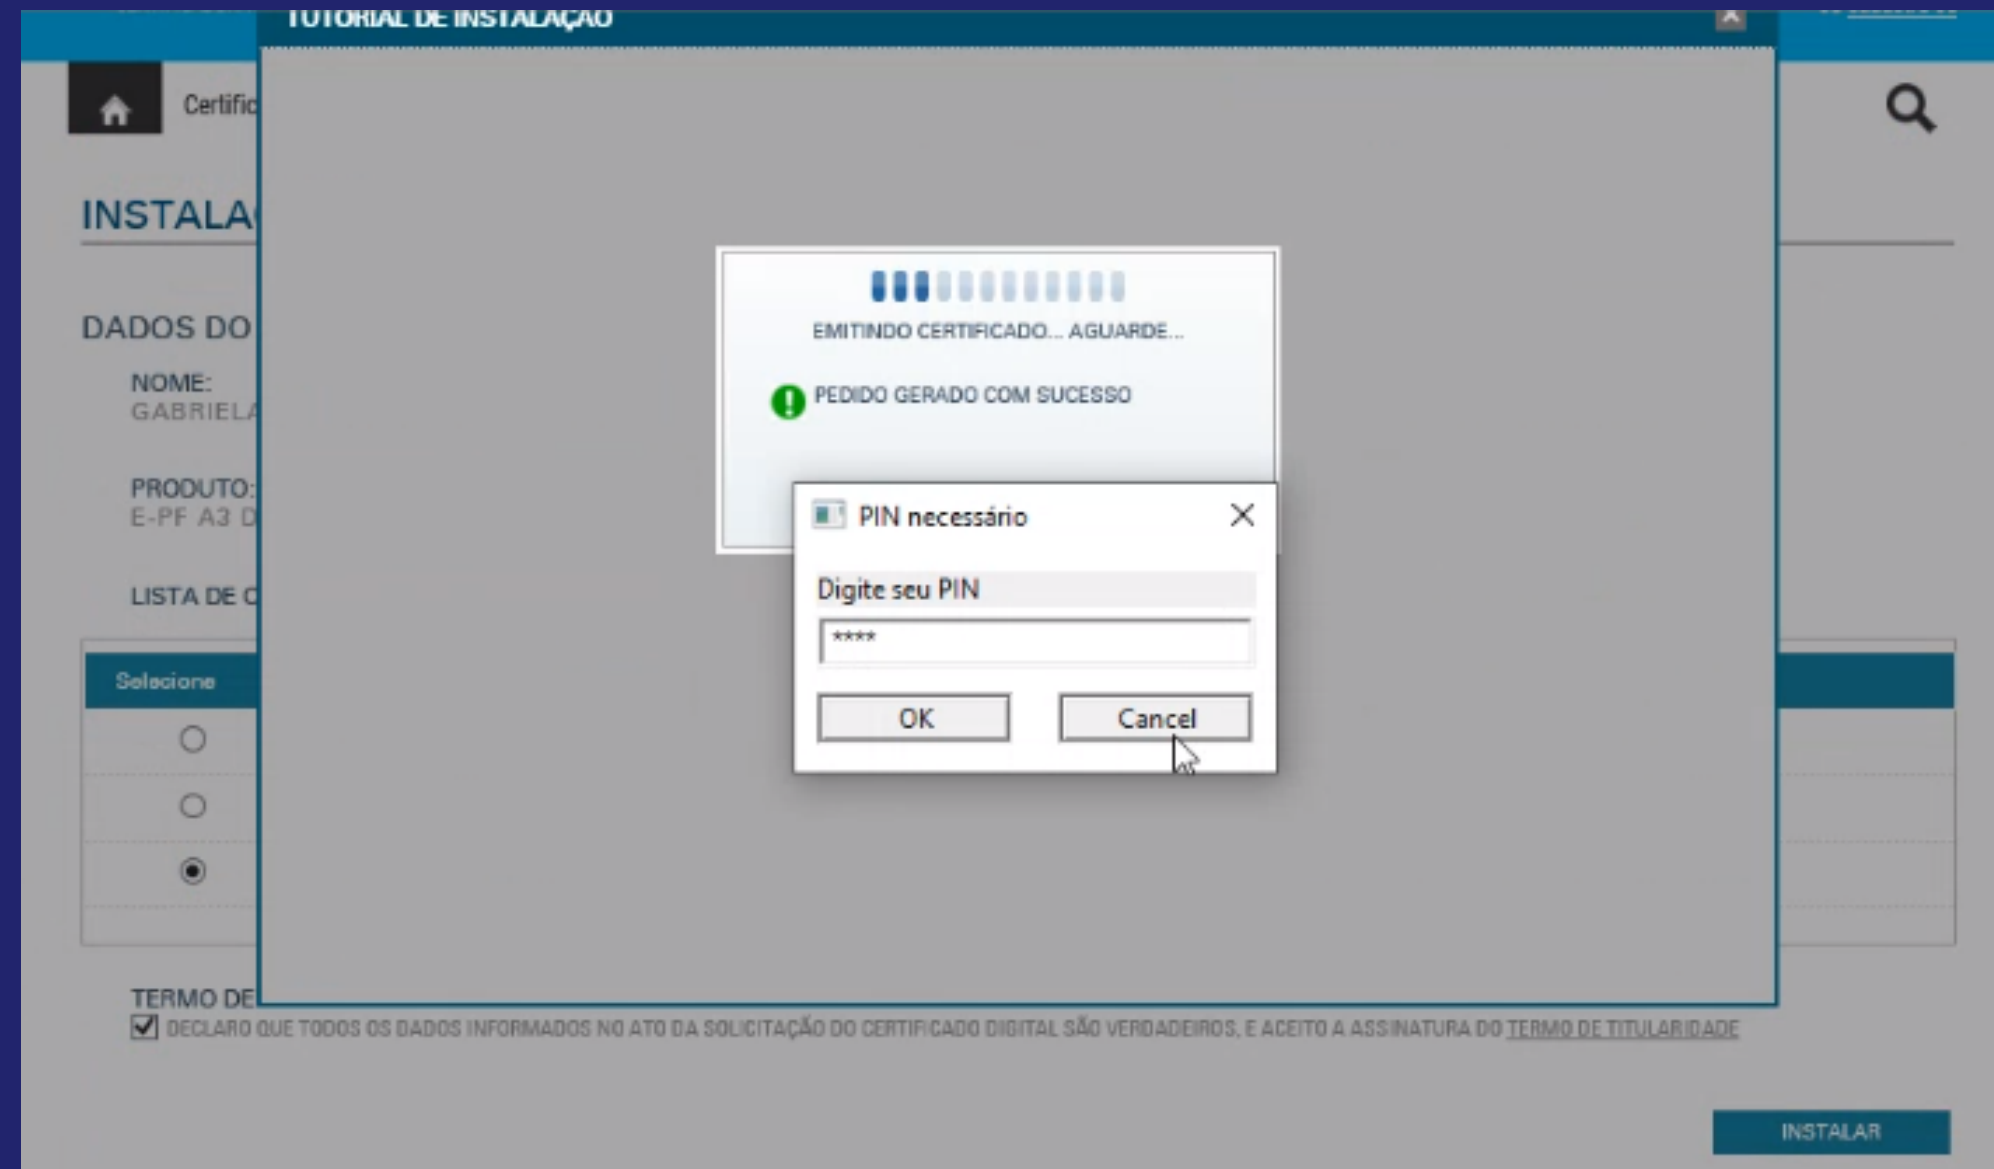 TUTORIAL DE INSTALAÇÃO
Certific
INSTALA
DADOS DO
NOME:
GABRIELA
PRODUTO:
E-PF A3 D
LISTA DE C
EMITINDO CERTIFICADO... AGUARDE...
PEDIDO GERADO COM SUCESSO
PIN necessário
Digite seu PIN
****
OK
Cancel
Selecione
TERMO DE
DECLARO QUE TODOS OS DADOS INFORMADOS NO ATO DA SOLICITAÇÃO DO CERTIFICADO DIGITAL SÃO VERDADEIROS, E ACEITO A ASSINATURA DO TERMO DE TITULARIDADE
INSTALAR